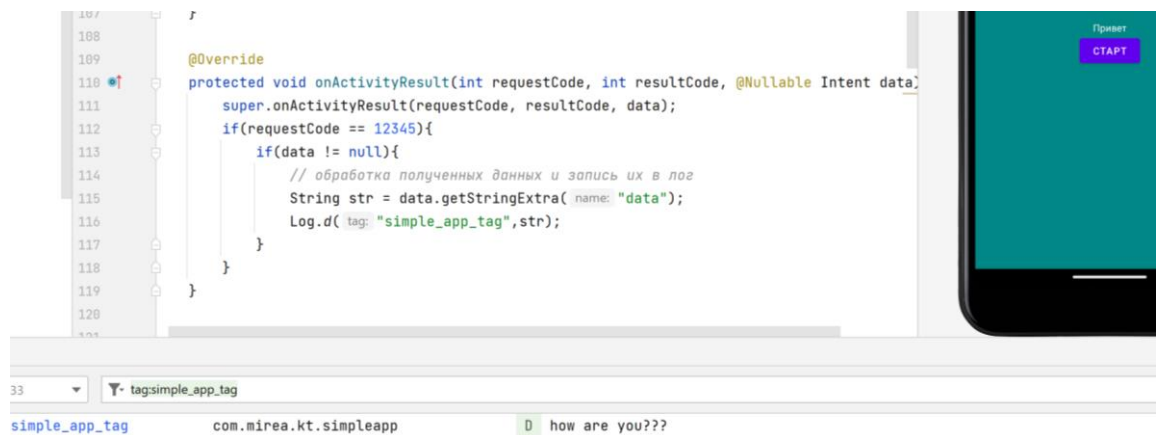 107 }
108
109 @Override
110 protected void onActivityResult(int requestCode, int resultCode, @Nullable Intent data)
111 super.onActivityResult(requestCode, resultCode, data);
112 if(requestCode == 12345){
113 if(data != null){
114 // обработка полученных данных и запись их в лог
115 String str = data.getStringExtra( name: "data");
116 Log.d( tag: "simple_app_tag",str);
117 }
118 }
119 }
120
121
Привет
СТАРТ
33
tag:simple_app_tag
simple_app_tag com.mirea.kt.simpleapp D how are you???